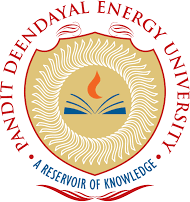 PANDIT DEENDAYAL ENERGY UNIVERSITY
A RESERVOIR OF KNOWLEDGE